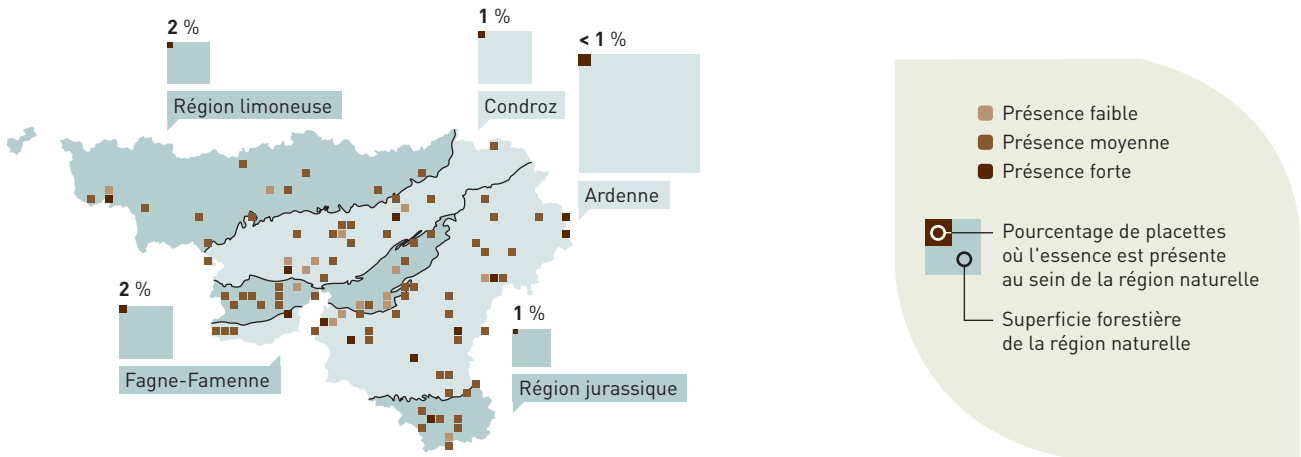 2 %
Région limoneuse
1 %
Condroz
< 1 %
Ardenne
2 %
Fagne-Famenne
1 %
Région jurassique
Présence faible
Présence moyenne
Présence forte
Pourcentage de placettes
où l'essence est présente
au sein de la région naturelle
Superficie forestière
de la région naturelle